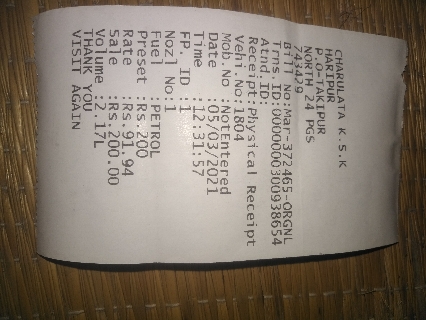 CHARULATA K.S.K
HARIPUR
P.O-TAKIPUR
NORTH 24 PGS
743429
Bill No:Mar-372465-ORGNL
Trns.ID:0000000300938654
Atnd.ID:
Receipt:Physical Receipt
Vehi No:1804
Mob.No :NotEntered
Date :05/03/2021
Time :12:31:57
FP. ID :1
Nozl No:1
Fuel :PETROL
Preset :Rs.200
Rate :Rs.91.94
Sale :Rs.200.00
Volume :2.17L
THANK YOU
VISIT AGAIN